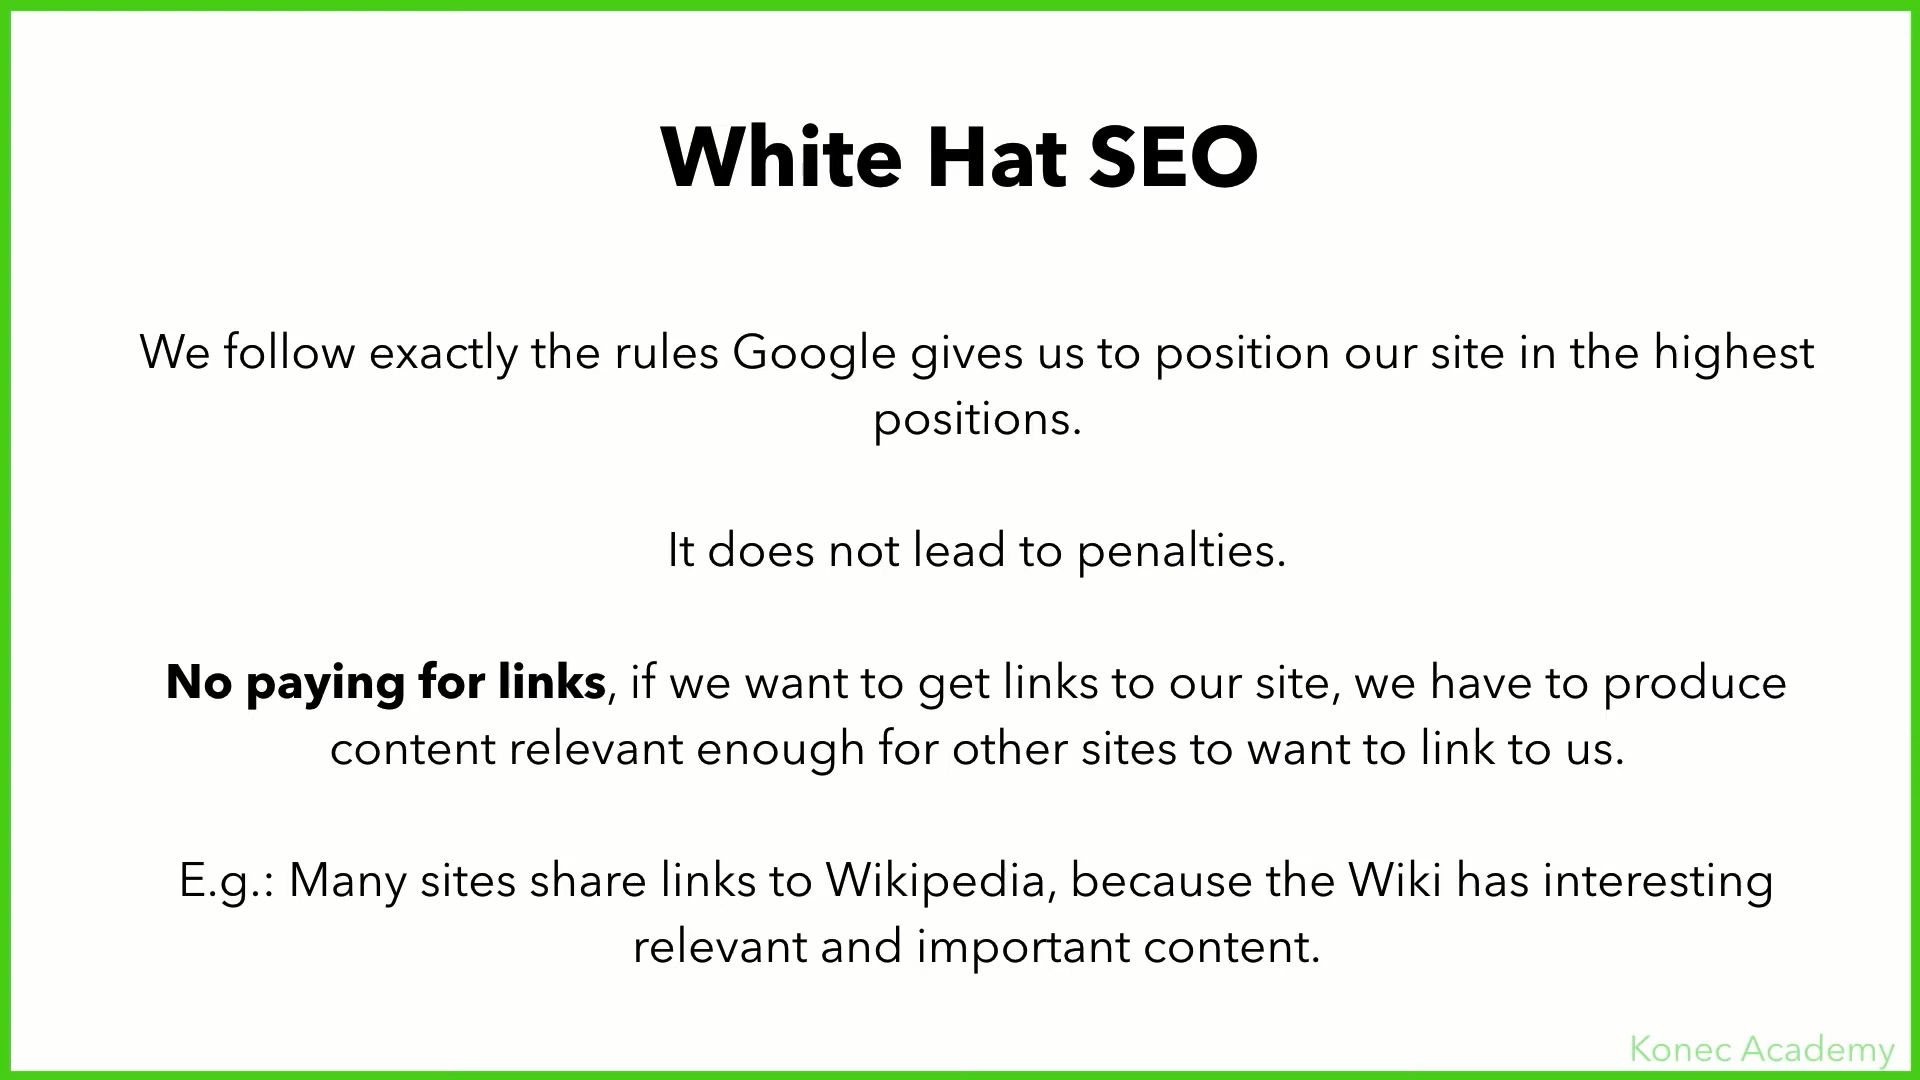 White Hat SEO
We follow exactly the rules Google gives us to position our site in the highest
positions.
It does not lead to penalties.
No paying for links, if we want to get links to our site, we have to produce
content relevant enough for other sites to want to link to us.
E.g.: Many sites share links to Wikipedia, because the Wiki has interesting
relevant and important content.
Konec Academy